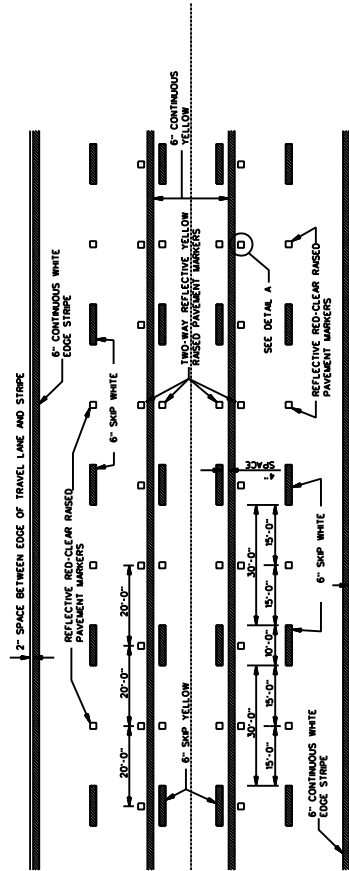 2" SPACE BETWEEN EDGE OF TRAVEL LANE AND STRIPE
6" CONTINUOUS WHITE
EDGE STRIPE
REFLECTIVE RED-CLEAR RAISED
PAVEMENT MARKERS
6" SKIP WHITE
20'-0"
20'-0"
20'-0"
6" CONTINUOUS
YELLOW
TWO-WAY REFLECTIVE YELLOW
RAISED PAVEMENT MARKERS
6" SKIP YELLOW
SPACE
SEE DETAIL A
30'-0"
30'-0"
15'-0"
15'-0"
10'-0"
15'-0"
15'-0"
6" SKIP WHITE
REFLECTIVE RED-CLEAR RAISED
PAVEMENT MARKERS
6" CONTINUOUS WHITE
EDGE STRIPE